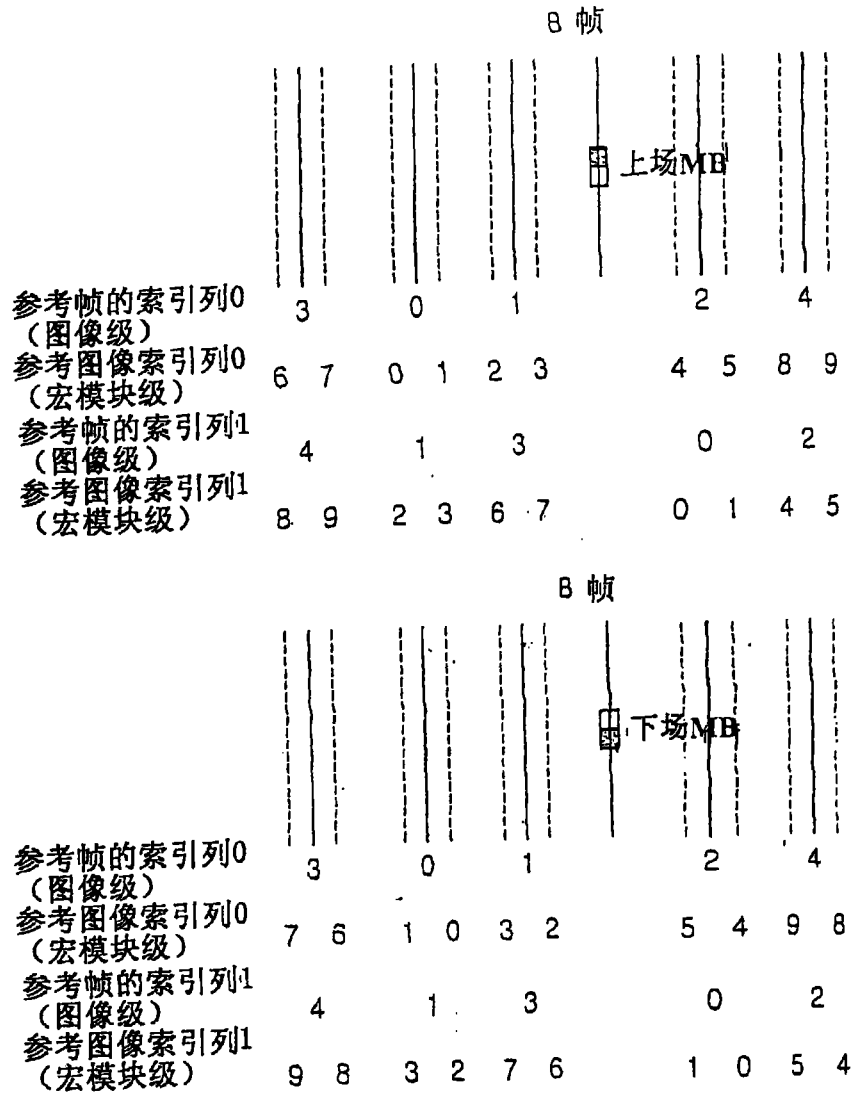 B 帧
上场MB
参考帧的索引列0 3 0 1 2 4
（图像级）
参考图像索引列0 6 7 0 1 2 3 4 5 8 9
（宏模块级）
参考帧的索引列1 4 1 3 0 2
（图像级）
参考图像索引列1 8 9 2 3 6 7 0 1 4 5
（宏模块级）
B 帧
下场MB
参考帧的索引列0 3 0 1 2 4
（图像级）
参考图像索引列0 7 6 1 0 3 2 5 4 9 8
（宏模块级）
参考帧的索引列1 4 1 3 0 2
（图像级）
参考图像索引列1 9 8 3 2 7 6 1 0 5 4
（宏模块级）